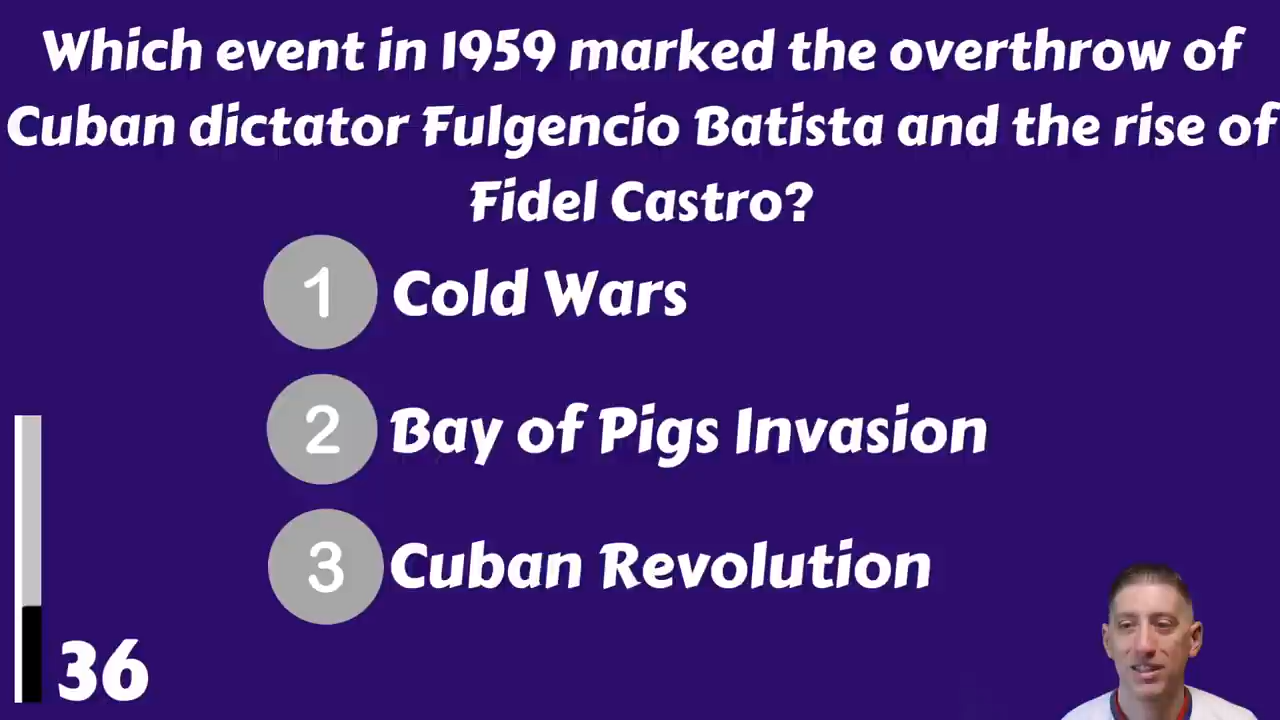 Which event in 1959 marked the overthrow of
Cuban dictator Fulgencio Batista and the rise of
Fidel Castro?
1 Cold Wars
2 Bay of Pigs Invasion
3 Cuban Revolution
36